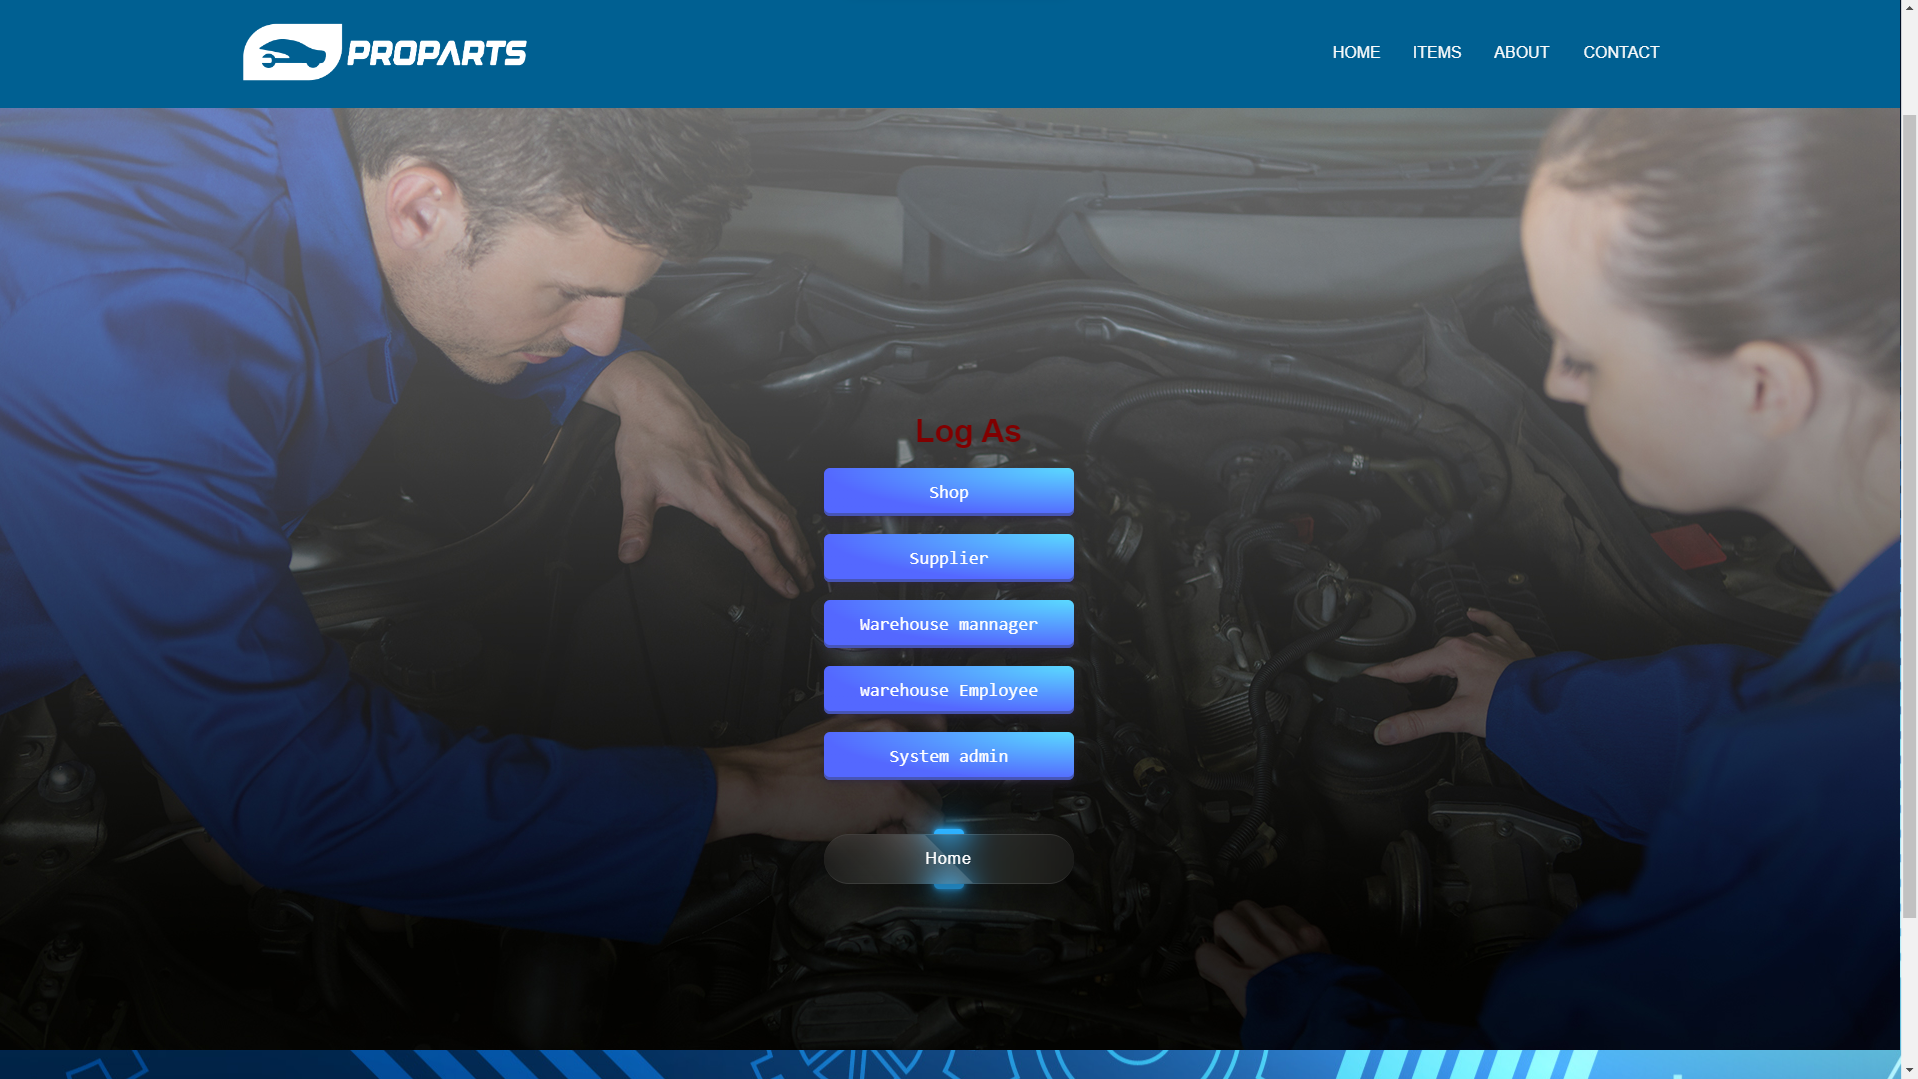 PROPARTS
HOME
ITEMS
ABOUT
CONTACT
Log As
Shop
Supplier
Warehouse mannager
warehouse Employee
System admin
Home